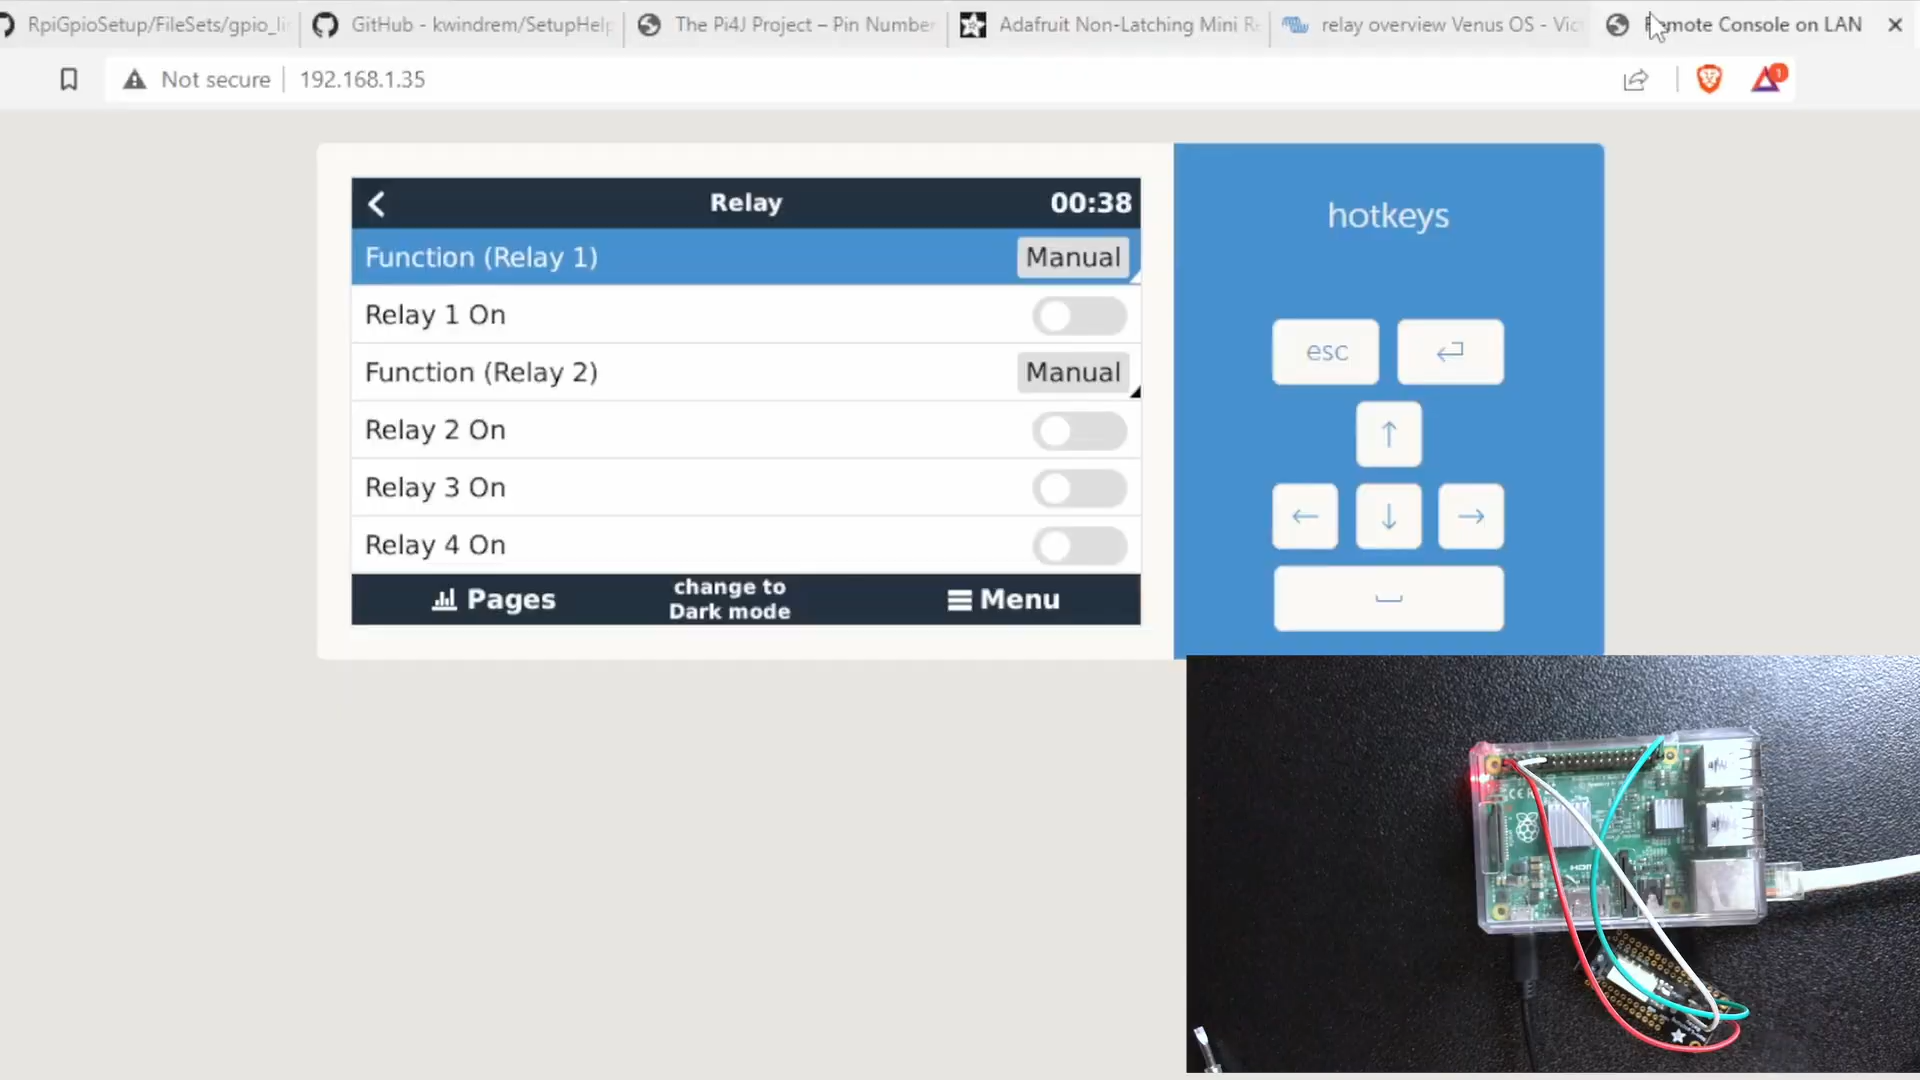 RpiGpioSetup/FileSets/gpio_li
GitHub - kwindrem/SetupHelp
The Pi4J Project – Pin Number
Adafruit Non-Latching Mini Re
relay overview Venus OS - Vic
Remote Console on LAN
Not secure
192.168.1.35
1
Relay
00:38
Function (Relay 1)
Manual
Relay 1 On
Function (Relay 2)
Manual
Relay 2 On
Relay 3 On
Relay 4 On
Pages
change to
Dark mode
Menu
hotkeys
esc